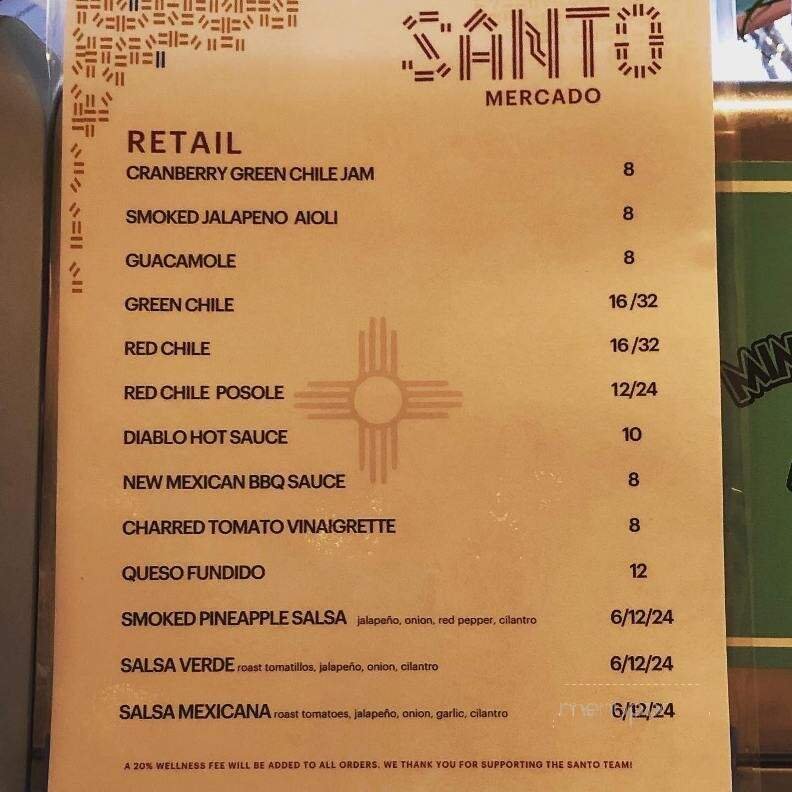 SANTO
MERCADO
RETAIL
CRANBERRY GREEN CHILE JAM 8
SMOKED JALAPENO AIOLI 8
GUACAMOLE 8
GREEN CHILE 16/32
RED CHILE 16/32
RED CHILE POSOLE 12/24
DIABLO HOT SAUCE 10
NEW MEXICAN BBQ SAUCE 8
CHARRED TOMATO VINAIGRETTE 8
QUESO FUNDIDO 12
SMOKED PINEAPPLE SALSA jalapeño, onion, red pepper, cilantro 6/12/24
SALSA VERDE roast tomatillos, jalapeño, onion, cilantro 6/12/24
SALSA MEXICANA roast tomatoes, jalapeño, onion, garlic, cilantro 6/12/24
A 20% WELLNESS FEE WILL BE ADDED TO ALL ORDERS. WE THANK YOU FOR SUPPORTING THE SANTO TEAM!